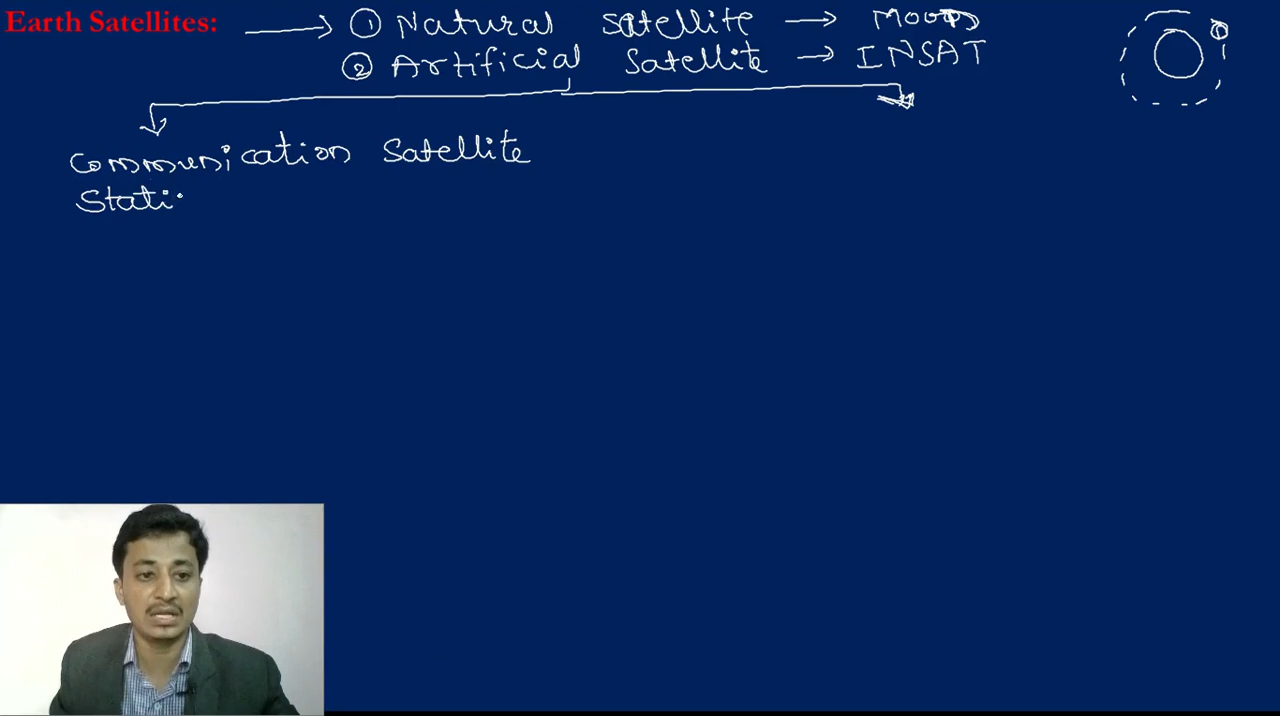 Earth Satellites: → ① Natural Satellite → Moon
② Artificial Satellite → INSAT
Communication Satellite
Stati